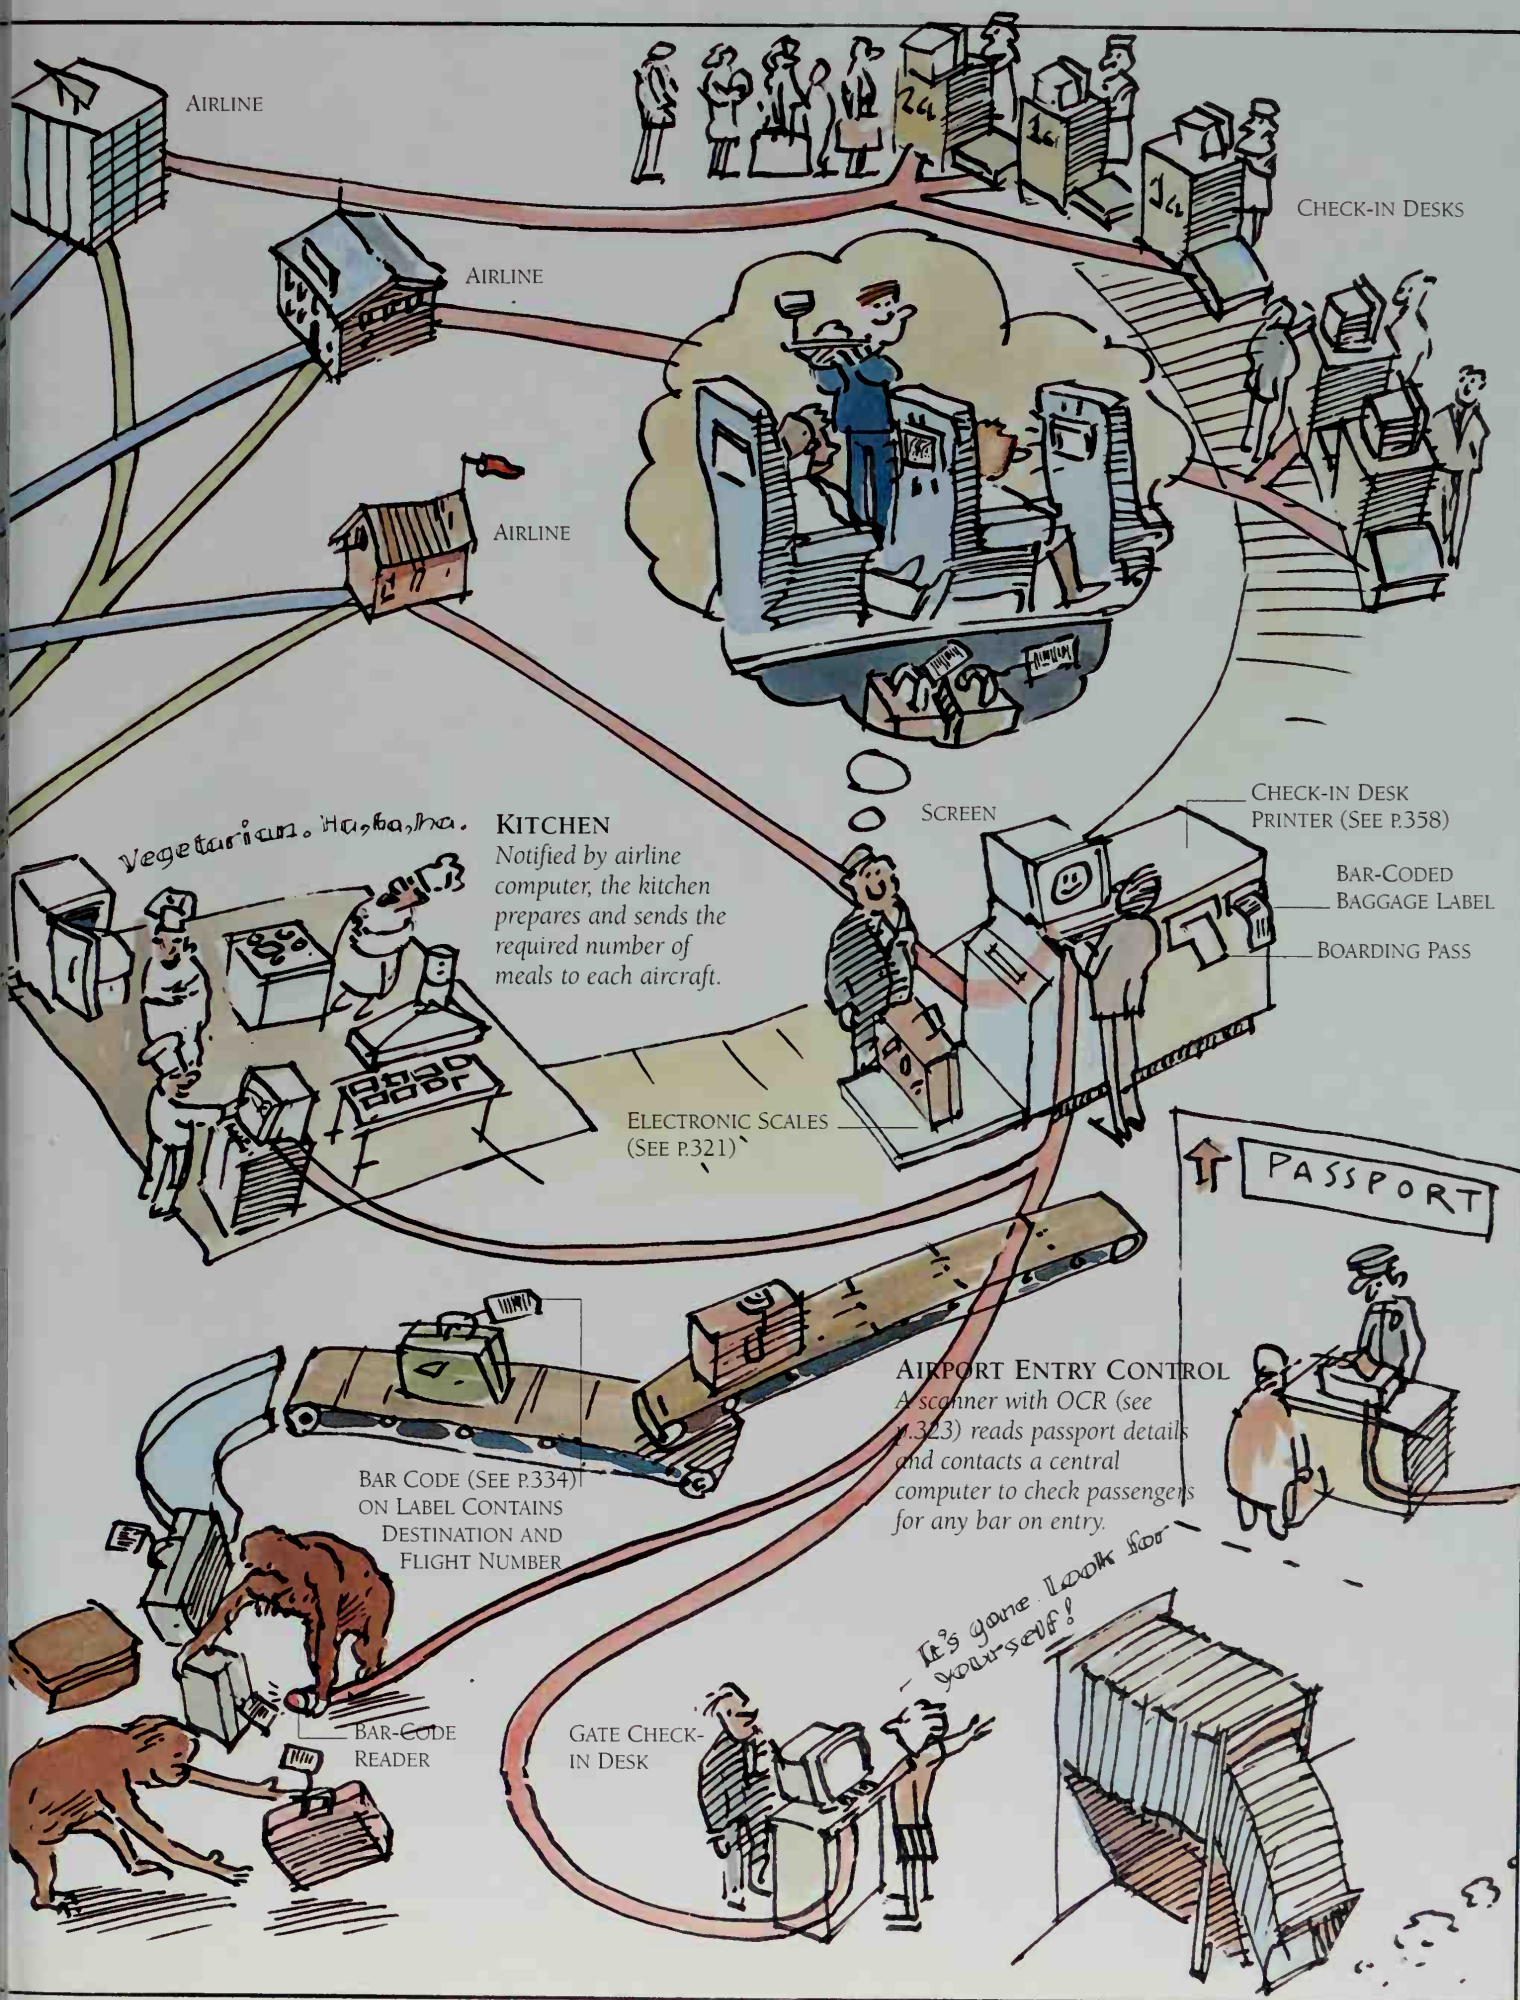 AIRLINE
CHECK-IN DESKS
AIRLINE
AIRLINE
Vegetarian. Ha, ha, ha.
KITCHEN
Notified by airline
computer, the kitchen
prepares and sends the
required number of
meals to each aircraft.
SCREEN
CHECK-IN DESK
PRINTER (SEE P.358)
BAR-CODED
BAGGAGE LABEL
BOARDING PASS
ELECTRONIC SCALES
(SEE P.321)
PASSPORT
AIRPORT ENTRY CONTROL
A scanner with OCR (see
p.323) reads passport details
and contacts a central
computer to check passengers
for any bar on entry.
BAR CODE (SEE P.334)
ON LABEL CONTAINS
DESTINATION AND
FLIGHT NUMBER
It's gone. Look for
yourself!
BAR-CODE
READER
GATE CHECK-
IN DESK